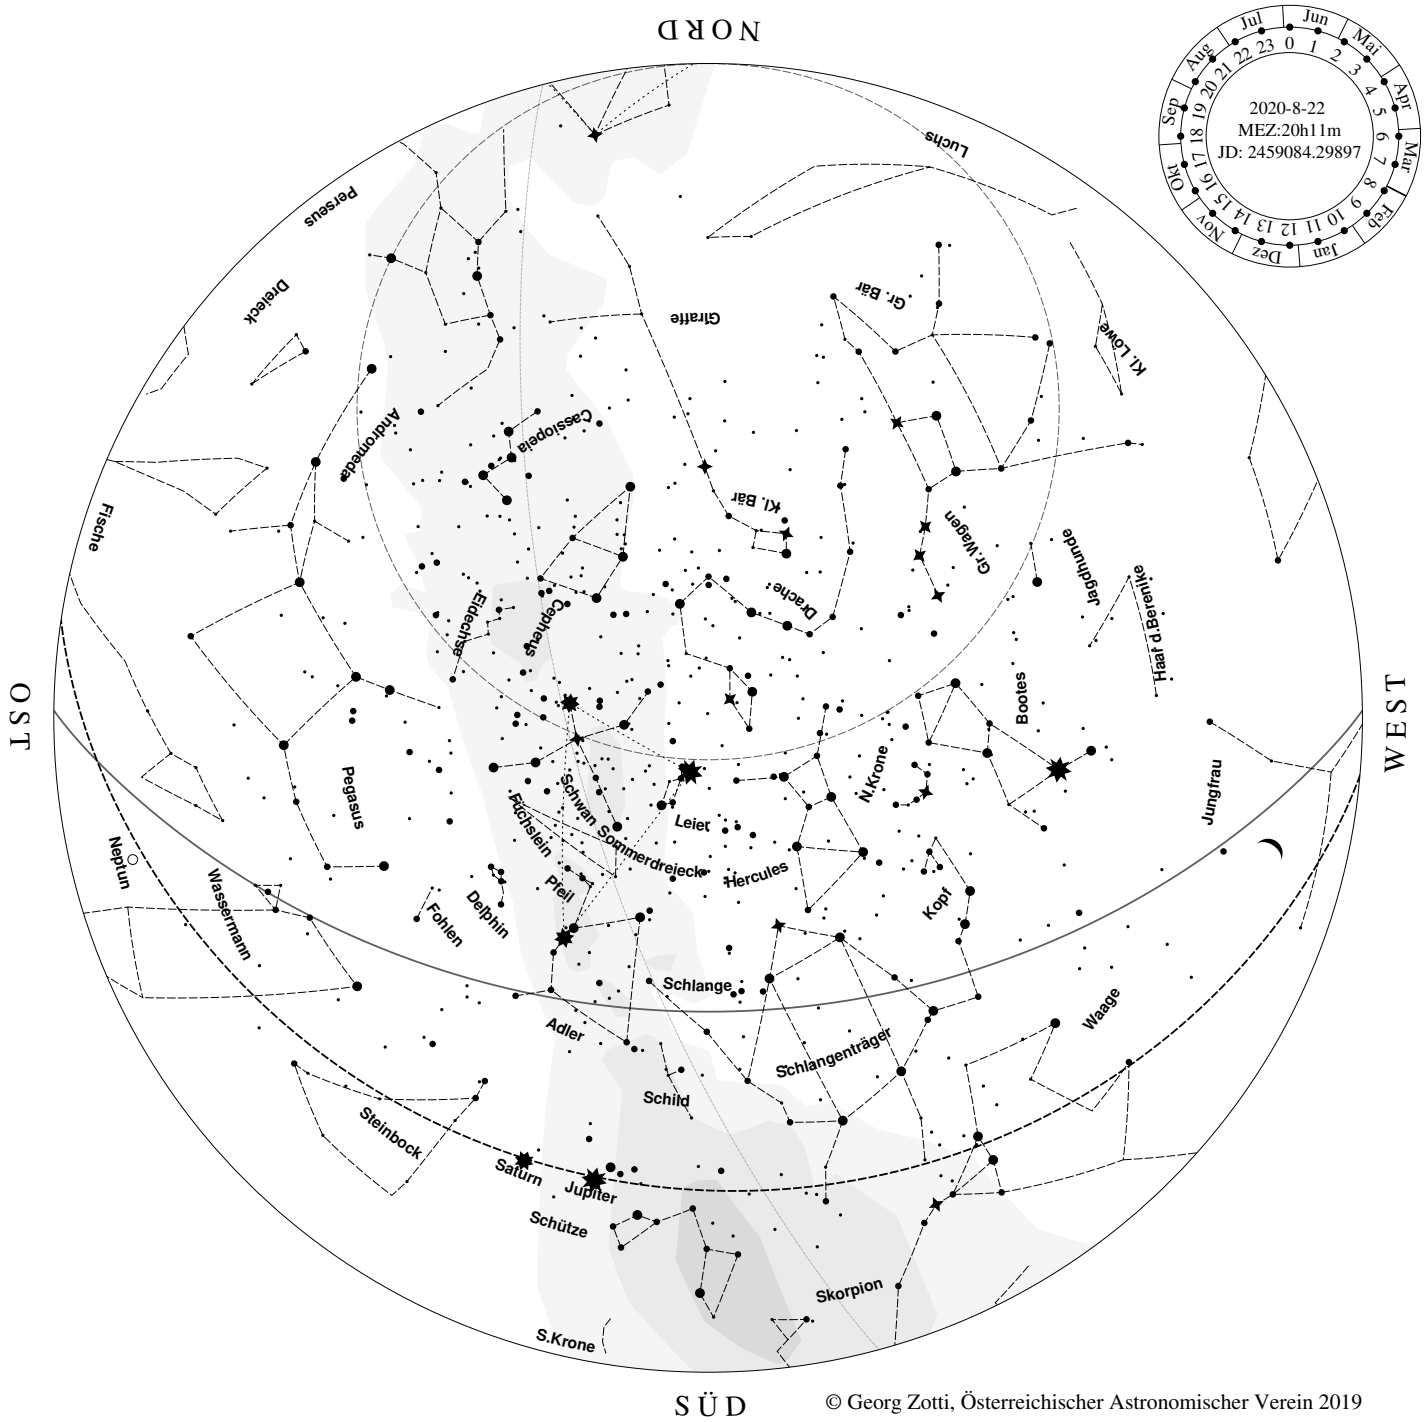 NORD
Jul
Jun
Mai
Apr
Mar
Feb
Jan
Dez
Nov
Okt
Sep
Aug
0 1 2 3 4 5 6 7 8 9 10 11 12 13 14 15 16 17 18 19 20 21 22 23
2020-8-22
MEZ:20h11m
JD: 2459084.29897
Luchs
Perseus
Dreieck
Giraffe
Gr. Bär
Kl. Löwe
Andromeda
Cassiopeia
Kl. Bär
Fische
Gr.Wagen
Jagdhunde
Haar d.Berenike
Eidechse
Cepheus
Drache
Bootes
OST
WEST
Pegasus
Schwan
Füchslein
Sommerdreieck
Leier
N.Krone
Jungfrau
Hercules
Neptun
Wassermann
Fohlen
Delphin
Pfeil
Kopf
Schlange
Adler
Schlangenträger
Waage
Schild
Steinbock
Saturn
Jupiter
Schütze
Skorpion
S.Krone
SÜD
© Georg Zotti, Österreichischer Astronomischer Verein 2019